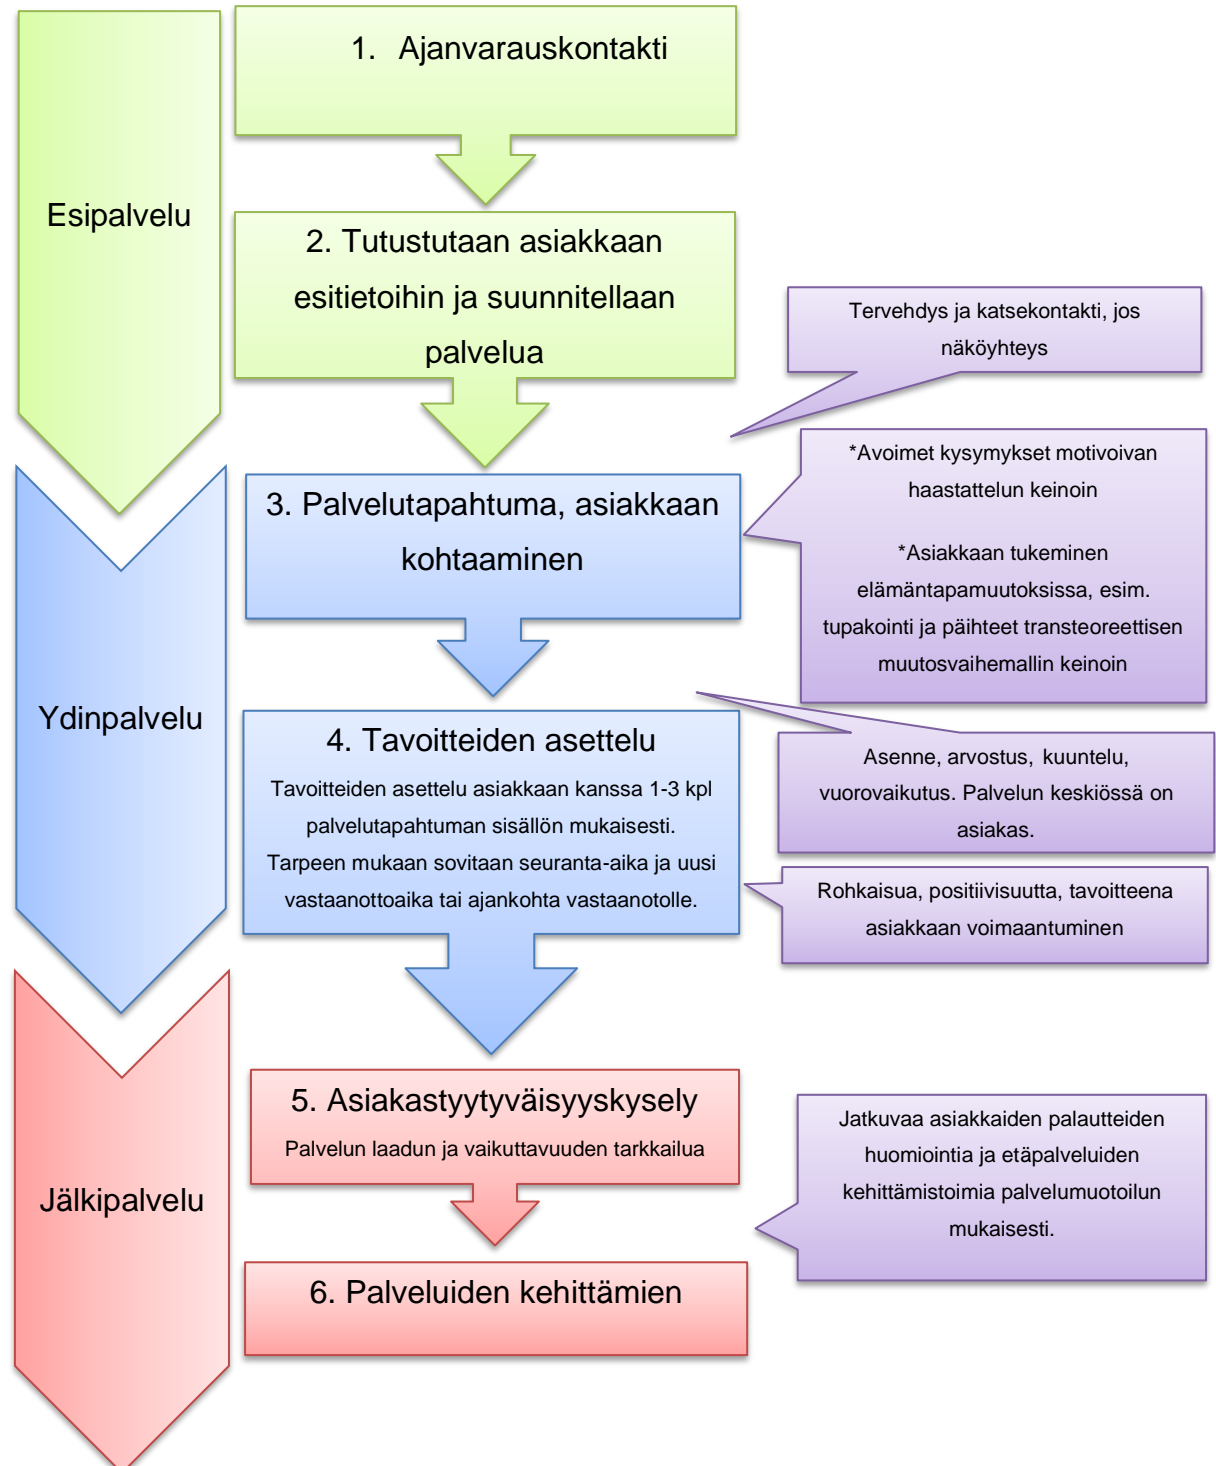 1. Ajanvarauskontakti
Esipalvelu
2. Tutustutaan asiakkaan
esitietoihin ja suunnitellaan
palvelua
Tervehdys ja katsekontakti, jos
näköyhteys
3. Palvelutapahtuma, asiakkaan
kohtaaminen
*Avoimet kysymykset motivoivan
haastattelun keinoin
*Asiakkaan tukeminen
elämäntapamuutoksissa, esim.
tupakointi ja päihteet transteoreettisen
muutosvaihemallin keinoin
Ydinpalvelu
4. Tavoitteiden asettelu
Tavoitteiden asettelu asiakkaan kanssa 1-3 kpl
palvelutapahtuman sisällön mukaisesti.
Tarpeen mukaan sovitaan seuranta-aika ja uusi
vastaanottoaika tai ajankohta vastaanotolle.
Asenne, arvostus, kuuntelu,
vuorovaikutus. Palvelun keskiössä on
asiakas.
Rohkaisua, positiivisuutta, tavoitteena
asiakkaan voimaantuminen
5. Asiakastyytyväisyyskysely
Palvelun laadun ja vaikuttavuuden tarkkailua
Jälkipalvelu
Jatkuvaa asiakkaiden palautteiden
huomiointia ja etäpalveluiden
kehittämistoimia palvelumuotoilun
mukaisesti.
6. Palveluiden kehittämien